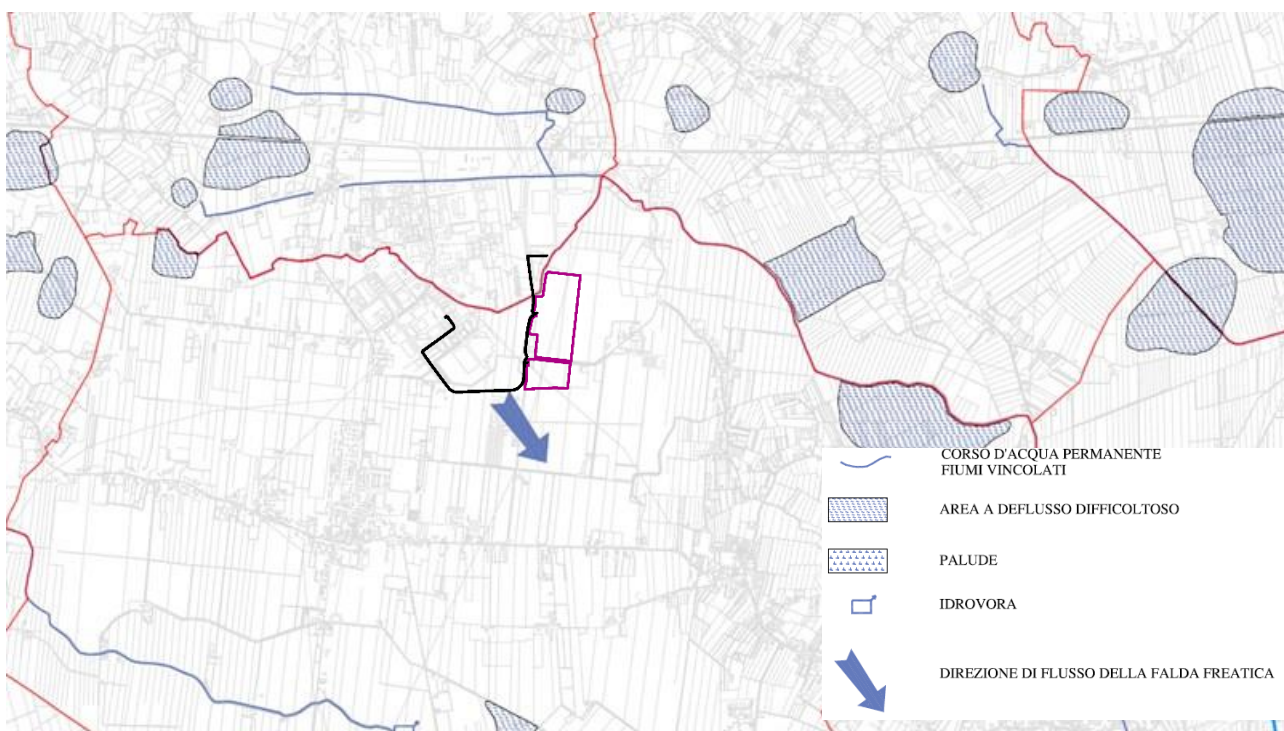 CORSO D'ACQUA PERMANENTE
FIUMI VINCOLATI
AREA A DEFLUSSO DIFFICOLTOSO
PALUDE
IDROVORA
DIREZIONE DI FLUSSO DELLA FALDA FREATICA